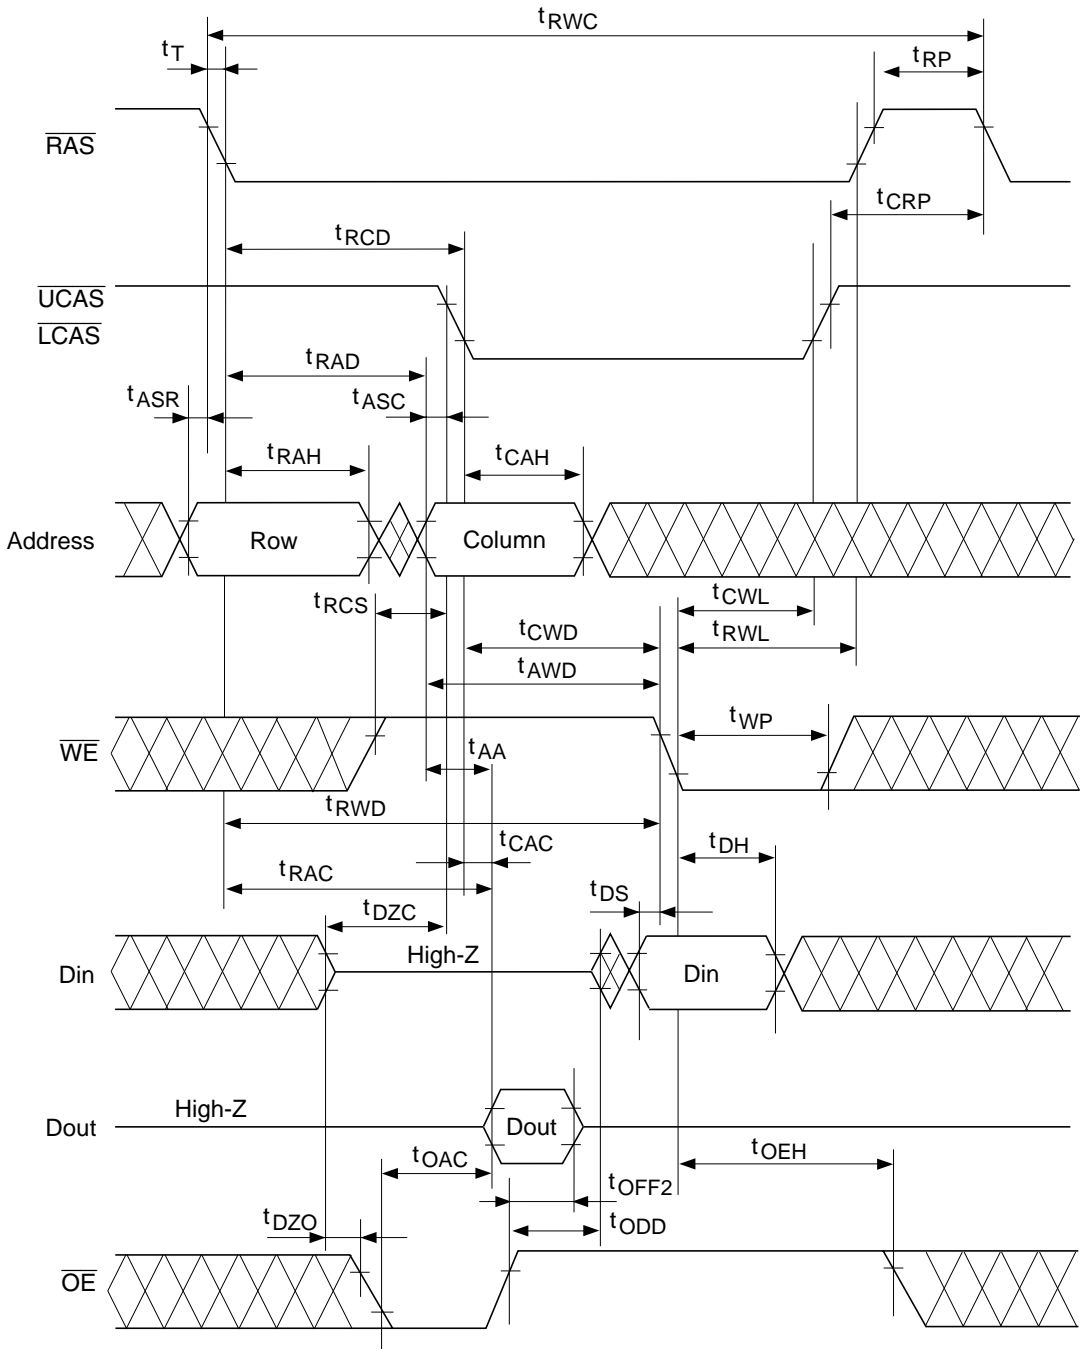 tRWC
tT
tRP
RAS
tCRP
tRCD
UCAS
LCAS
tRAD
tASR
tASC
tRAH
tCAH
Address
Row
Column
tRCS
tCWL
tCWD
tRWL
tAWD
tWP
WE
tAA
tRWD
tCAC
tDH
tRAC
tDS
tDZC
High-Z
Din
Din
High-Z
Dout
Dout
tOAC
tOEH
tOFF2
tDZO
tODD
OE